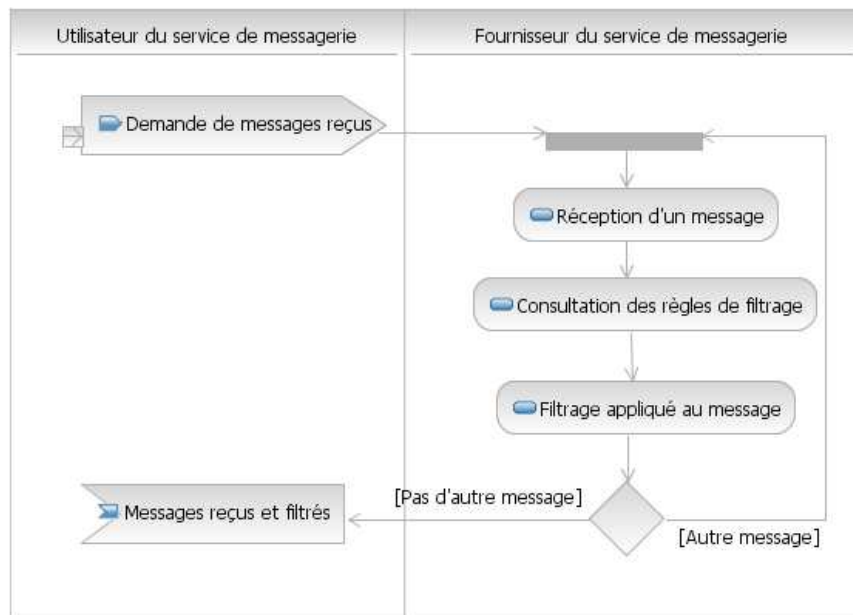 Utilisateur du service de messagerie
Fournisseur du service de messagerie
Demande de messages reçus
Réception d'un message
Consultation des règles de filtrage
Filtrage appliqué au message
[Pas d'autre message]
Messages reçus et filtrés
[Autre message]